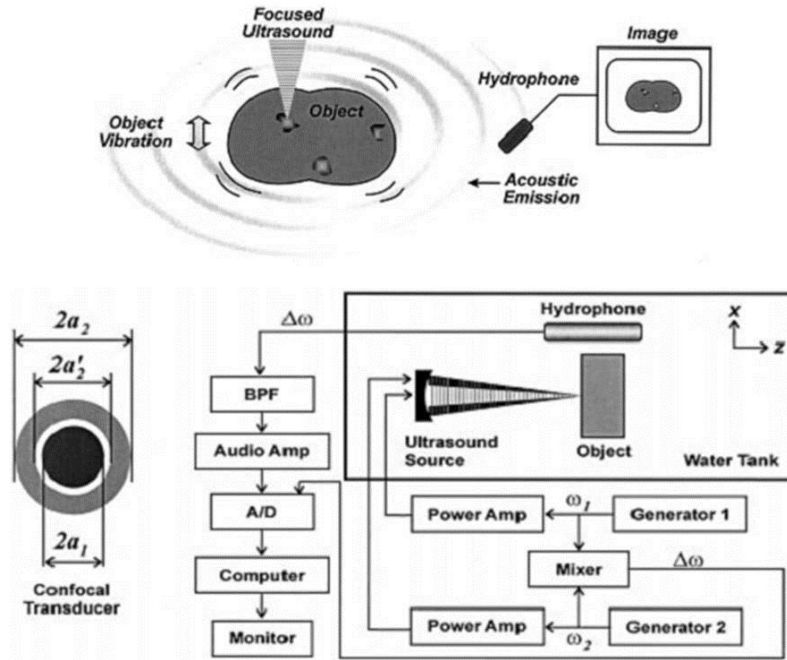 Focused
Ultrasound
Image
Hydrophone
Object
Object
Vibration
Acoustic
Emission
2a₂
2a'₂
2a₁
Confocal
Transducer
Δω
BPF
Audio Amp
A/D
Computer
Monitor
Hydrophone
x
z
Ultrasound
Source
Object
Water Tank
Power Amp
ω₁
Generator 1
Mixer
Δω
Power Amp
ω₂
Generator 2